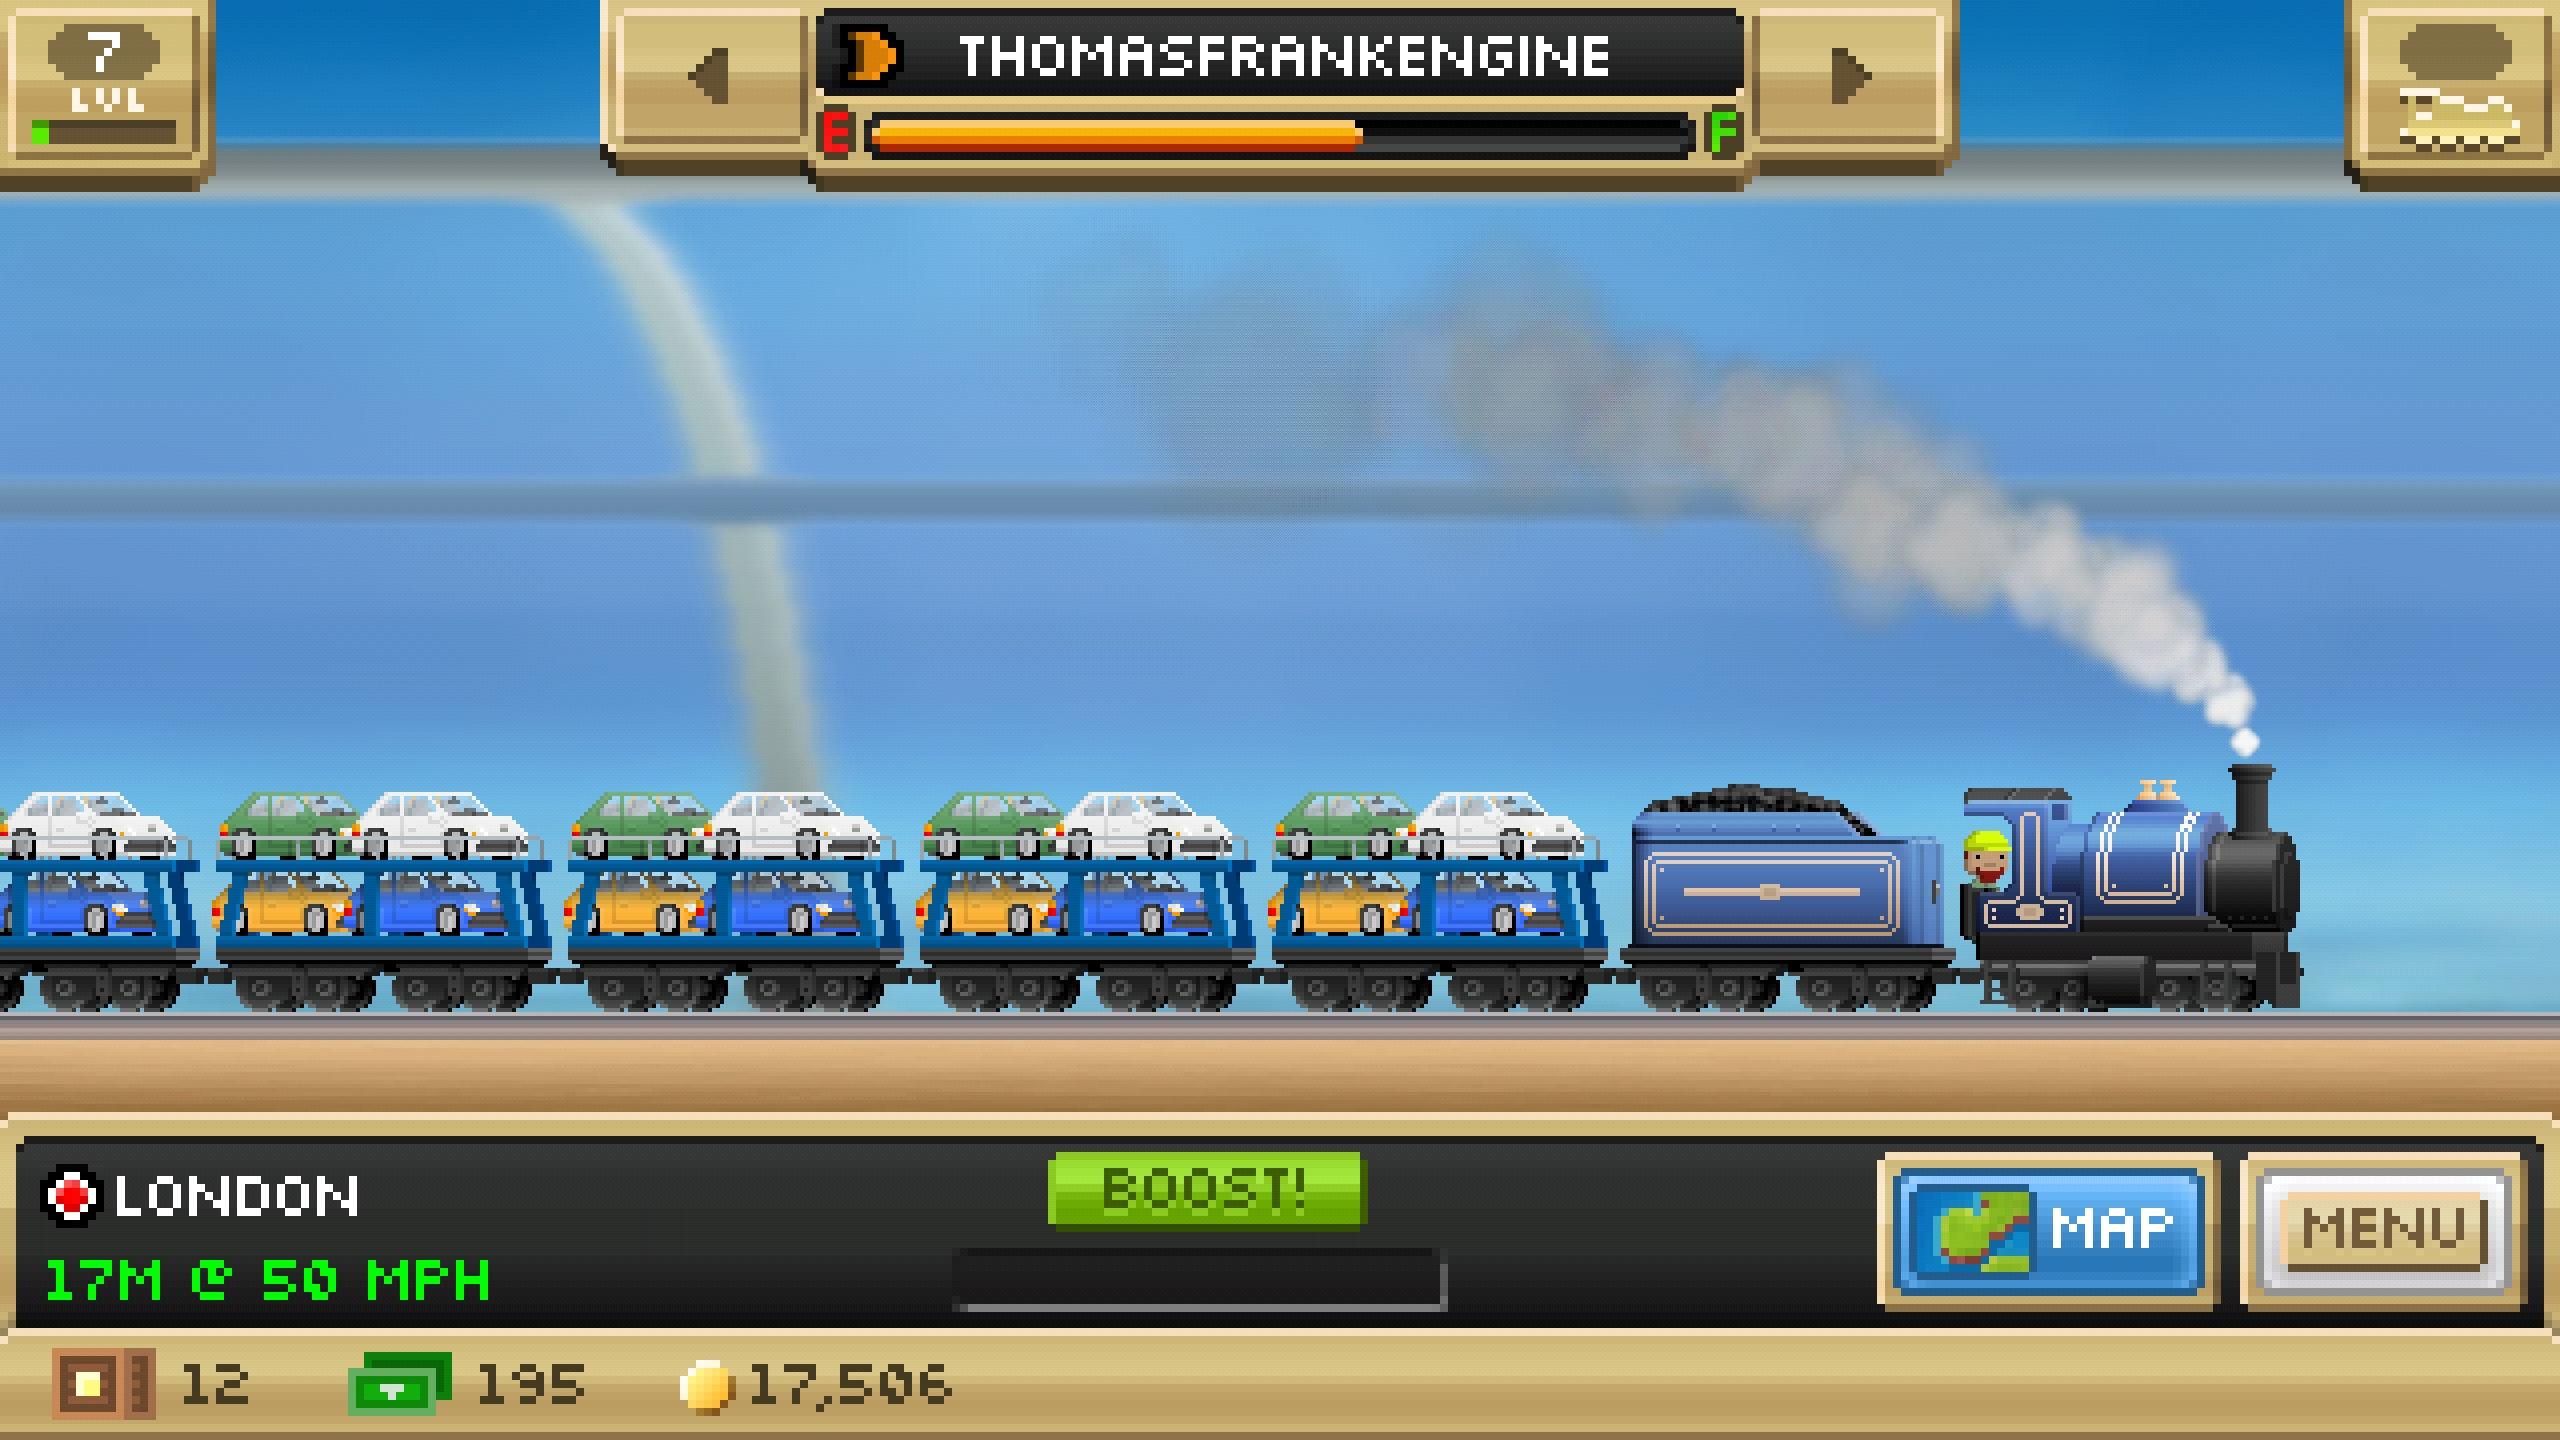 7
LVL
THOMASFRANKENGINE
E
F
LONDON
17M @ 50 MPH
BOOST!
MAP
MENU
12
195
17,506